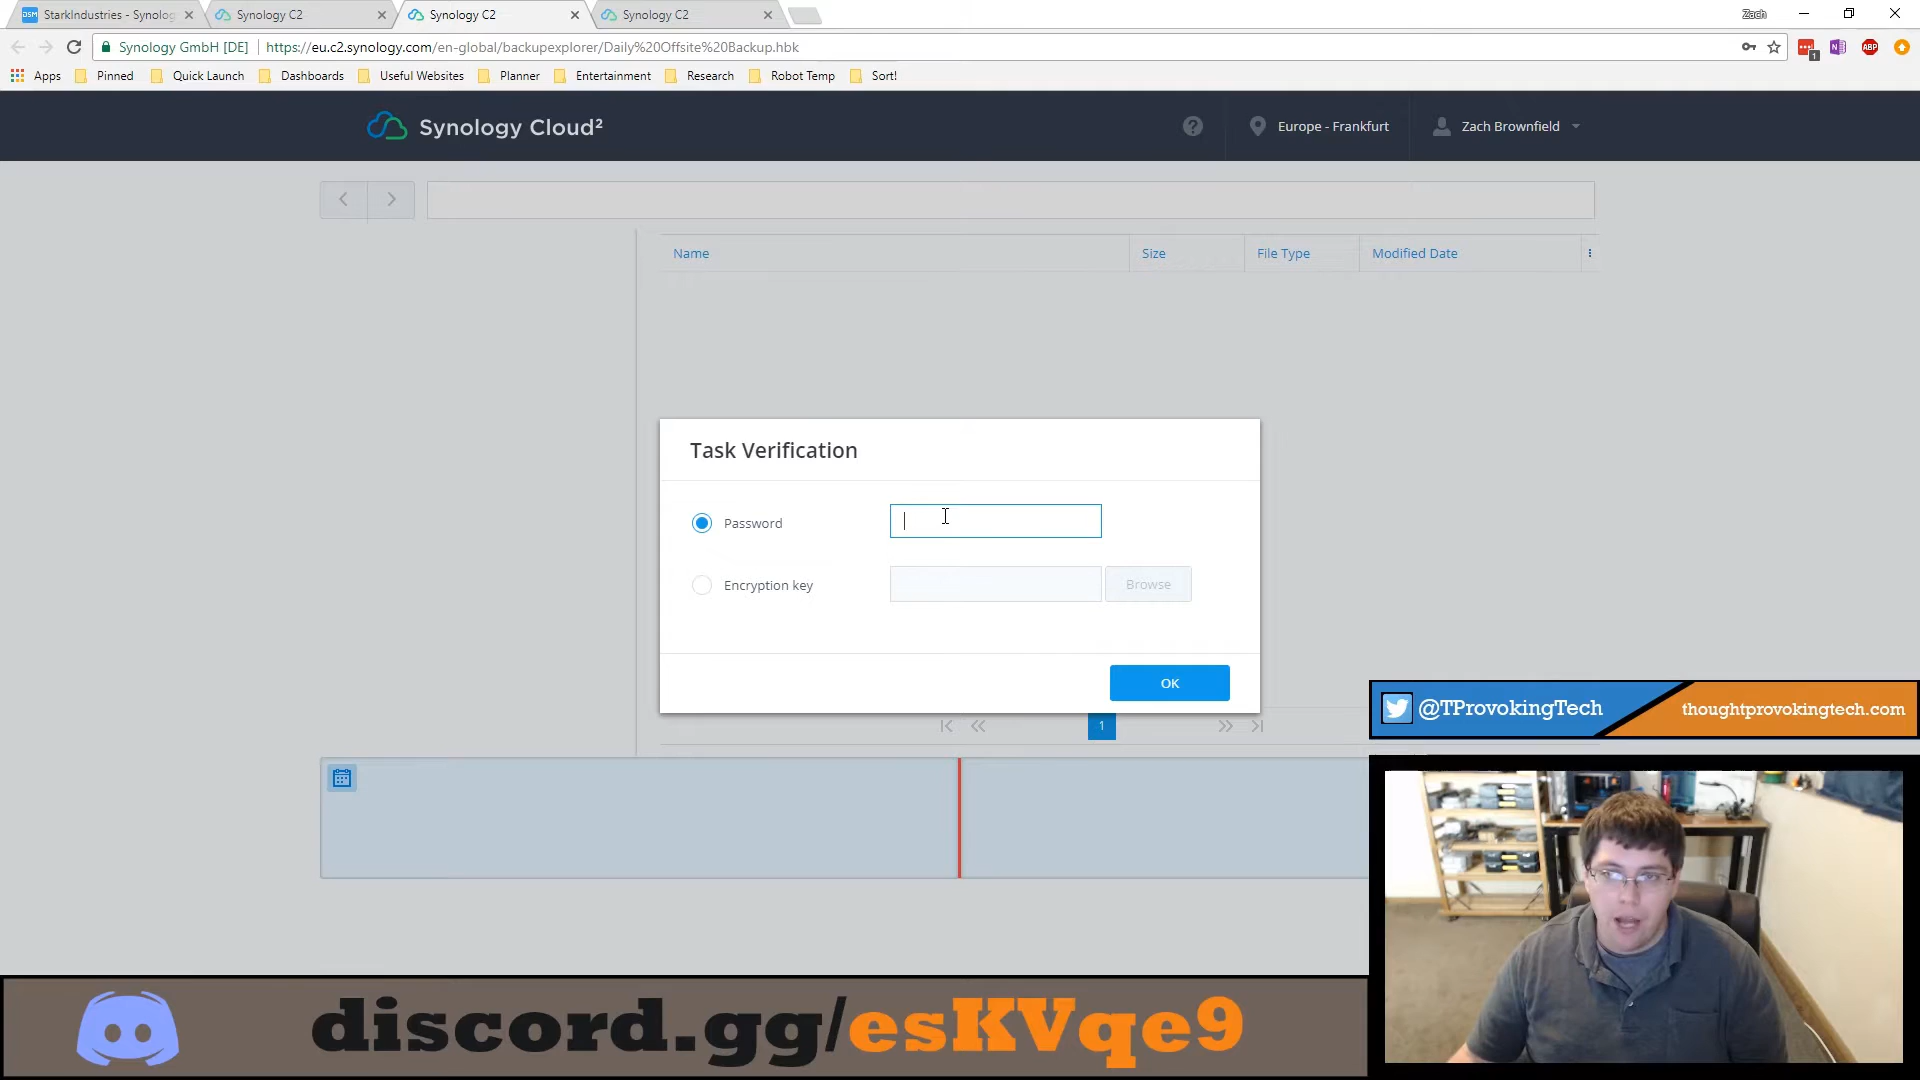 StarkIndustries - Synolog
Synology C2
Synology C2
Synology C2
Zach
Synology GmbH [DE]
https://eu.c2.synology.com/en-global/backupexplorer/Daily%20Offsite%20Backup.hbk
Apps
Pinned
Quick Launch
Dashboards
Useful Websites
Planner
Entertainment
Research
Robot Temp
Sort!
Synology Cloud²
Europe - Frankfurt
Zach Brownfield
Name
Size
File Type
Modified Date
Task Verification
Password
Encryption key
Browse
OK
1
@TProvokingTech
thoughtprovokingtech.com
discord.gg/esKVqe9
DSM
ABP
1